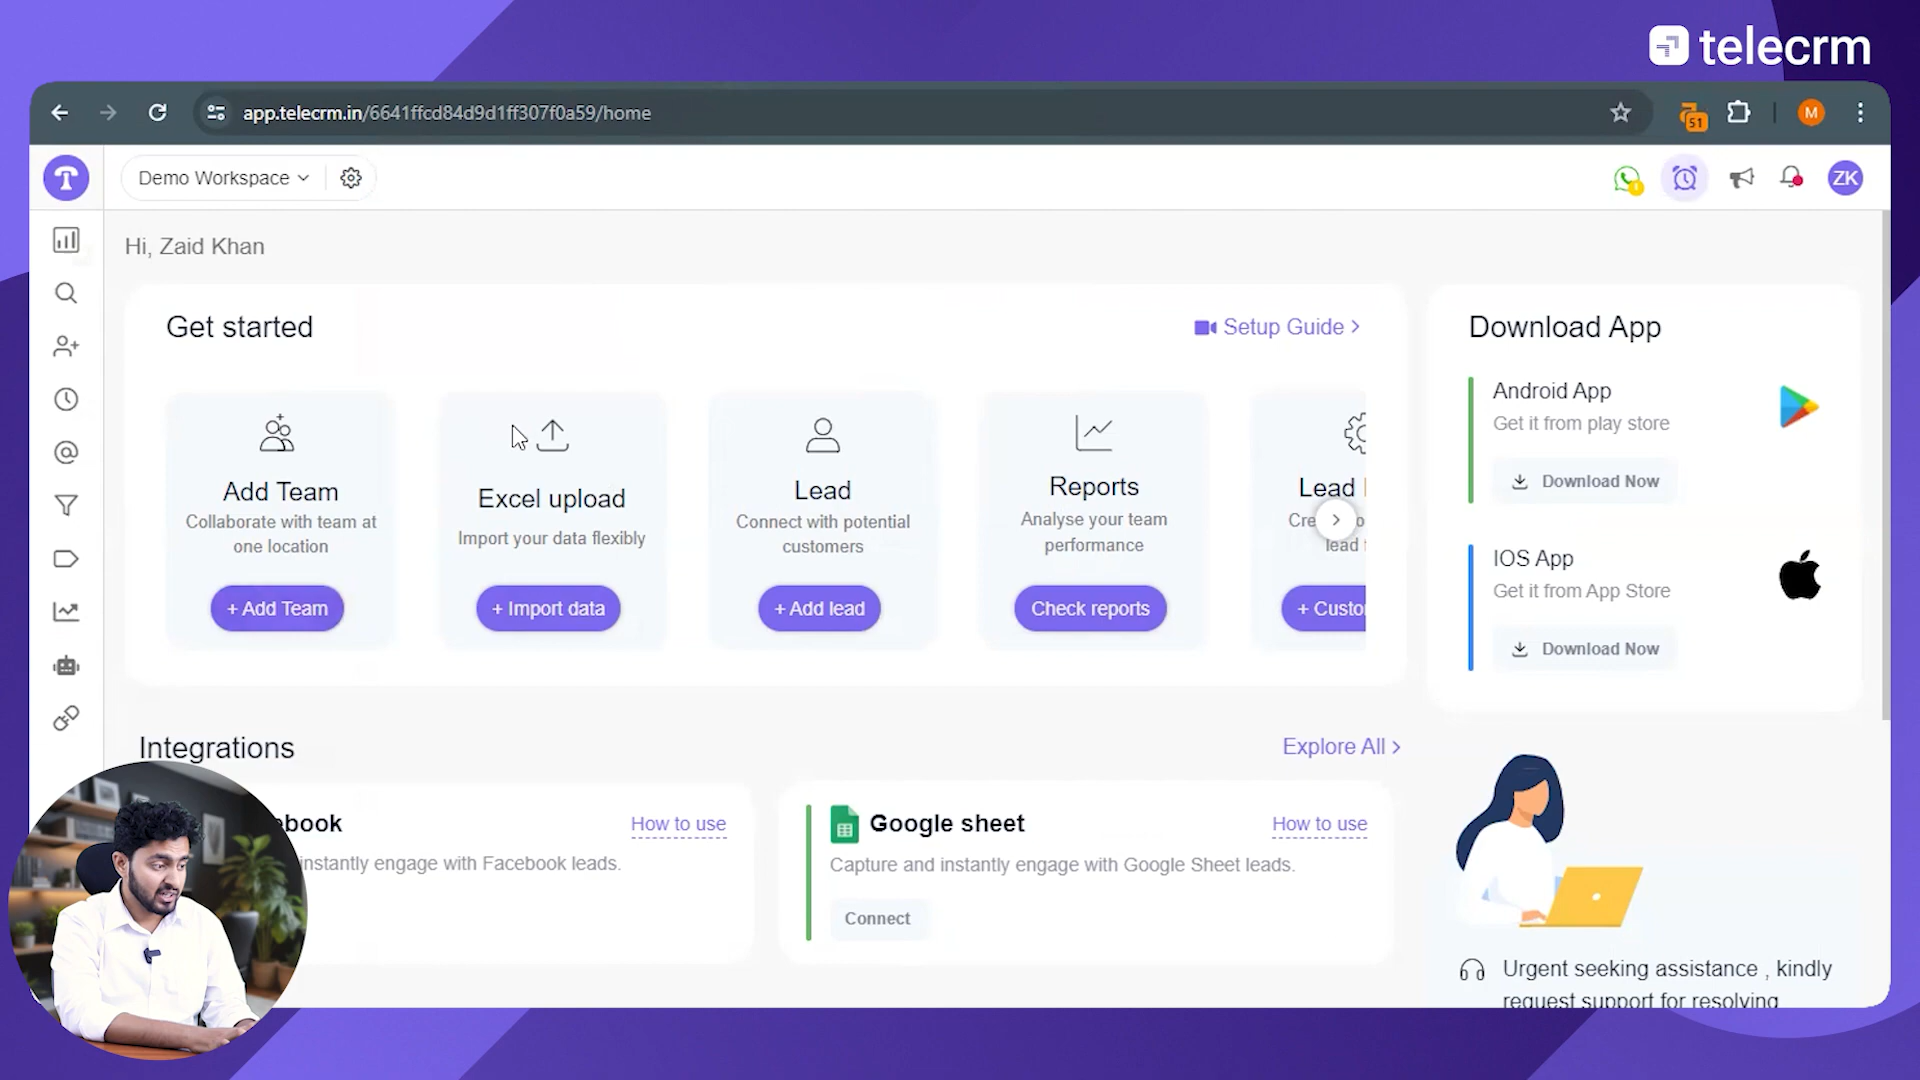 telecrm
app.telecrm.in/6641ffcd84d9d1ff307f0a59/home
51
M
Demo Workspace
ZK
Hi, Zaid Khan
Get started
Setup Guide
Add Team
Collaborate with team at
one location
+ Add Team
Excel upload
Import your data flexibly
+ Import data
Lead
Connect with potential
customers
+ Add lead
Reports
Analyse your team
performance
Check reports
Lead
Cre
lead
+ Custo
Download App
Android App
Get it from play store
Download Now
IOS App
Get it from App Store
Download Now
Integrations
Explore All
ebook
How to use
instantly engage with Facebook leads.
Google sheet
How to use
Capture and instantly engage with Google Sheet leads.
Connect
Urgent seeking assistance , kindly
request support for resolving